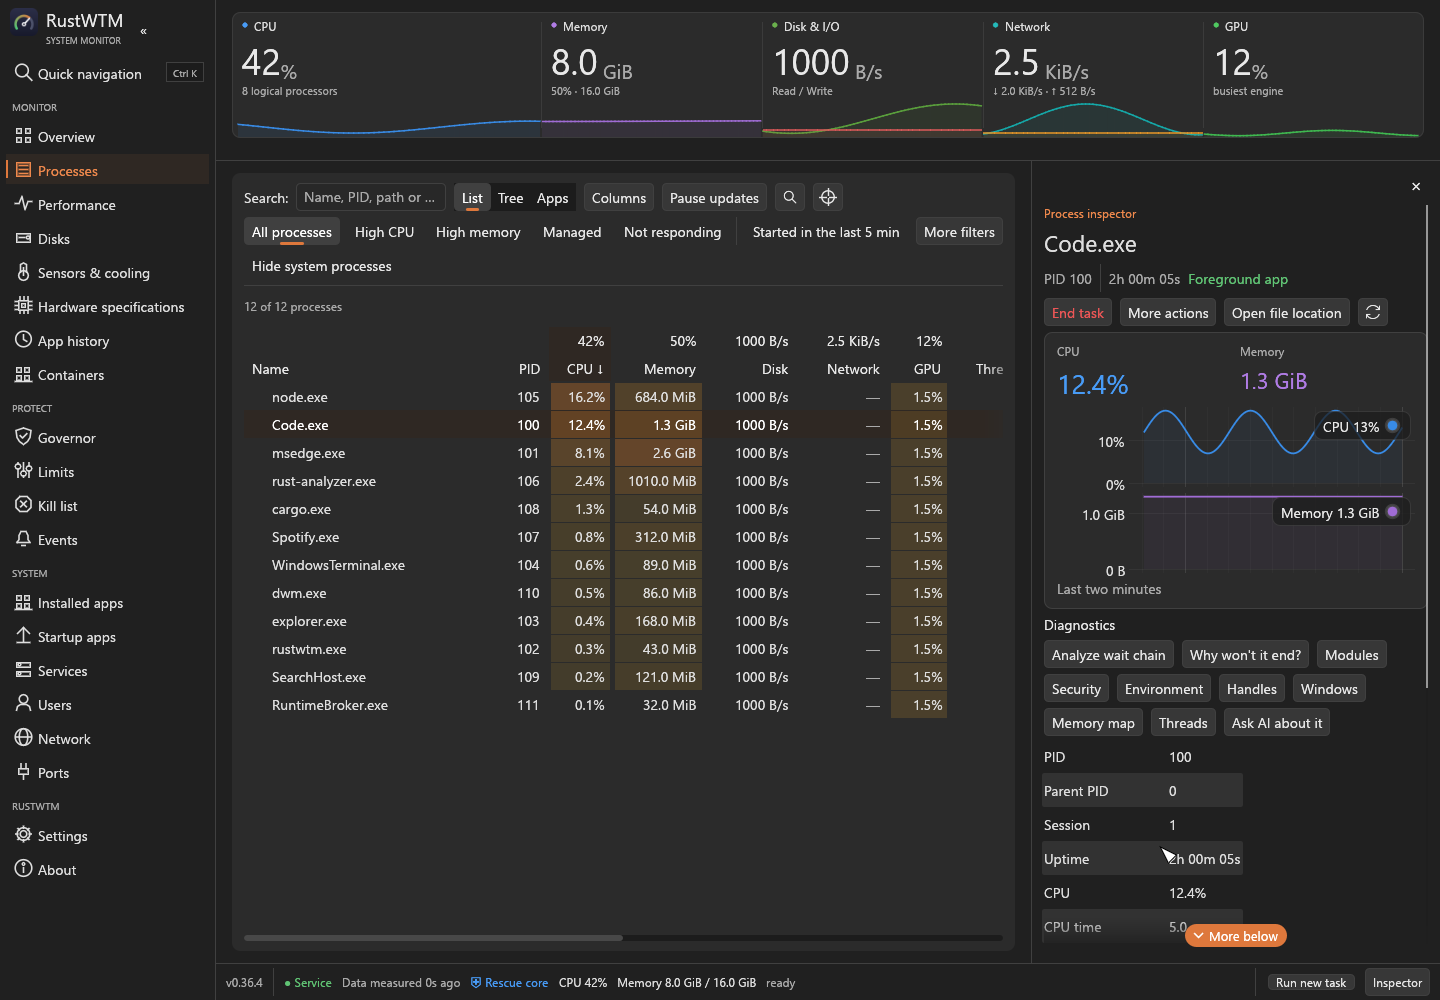 RustWTM
SYSTEM MONITOR
«
Quick navigation
Ctrl K
MONITOR
Overview
Processes
Performance
Disks
Sensors & cooling
Hardware specifications
App history
Containers
PROTECT
Governor
Limits
Kill list
Events
SYSTEM
Installed apps
Startup apps
Services
Users
Network
Ports
RUSTWTM
Settings
About
CPU
42%
8 logical processors
Memory
8.0 GiB
50% · 16.0 GiB
Disk & I/O
1000 B/s
Read / Write
Network
2.5 KiB/s
↓ 2.0 KiB/s · ↑ 512 B/s
GPU
12%
busiest engine
Search: Name, PID, path or ... List Tree Apps Columns Pause updates
All processes High CPU High memory Managed Not responding Started in the last 5 min More filters
Hide system processes
12 of 12 processes
42% 50% 1000 B/s 2.5 KiB/s 12%
Name PID CPU ↓ Memory Disk Network GPU Thre
node.exe 105 16.2% 684.0 MiB 1000 B/s — 1.5%
Code.exe 100 12.4% 1.3 GiB 1000 B/s — 1.5%
msedge.exe 101 8.1% 2.6 GiB 1000 B/s — 1.5%
rust-analyzer.exe 106 2.4% 1010.0 MiB 1000 B/s — 1.5%
cargo.exe 108 1.3% 54.0 MiB 1000 B/s — 1.5%
Spotify.exe 107 0.8% 312.0 MiB 1000 B/s — 1.5%
WindowsTerminal.exe 104 0.6% 89.0 MiB 1000 B/s — 1.5%
dwm.exe 110 0.5% 86.0 MiB 1000 B/s — 1.5%
explorer.exe 103 0.4% 168.0 MiB 1000 B/s — 1.5%
rustwtm.exe 102 0.3% 43.0 MiB 1000 B/s — 1.5%
SearchHost.exe 109 0.2% 121.0 MiB 1000 B/s — 1.5%
RuntimeBroker.exe 111 0.1% 32.0 MiB 1000 B/s — 1.5%
Process inspector
Code.exe
PID 100 2h 00m 05s Foreground app
End task More actions Open file location
CPU Memory
12.4% 1.3 GiB
CPU 13%
10%
0%
1.0 GiB
Memory 1.3 GiB
0 B
Last two minutes
Diagnostics
Analyze wait chain Why won't it end? Modules
Security Environment Handles Windows
Memory map Threads Ask AI about it
PID 100
Parent PID 0
Session 1
Uptime 2h 00m 05s
CPU 12.4%
CPU time 5.0
More below
v0.36.4 Service Data measured 0s ago Rescue core CPU 42% Memory 8.0 GiB / 16.0 GiB ready Run new task Inspector